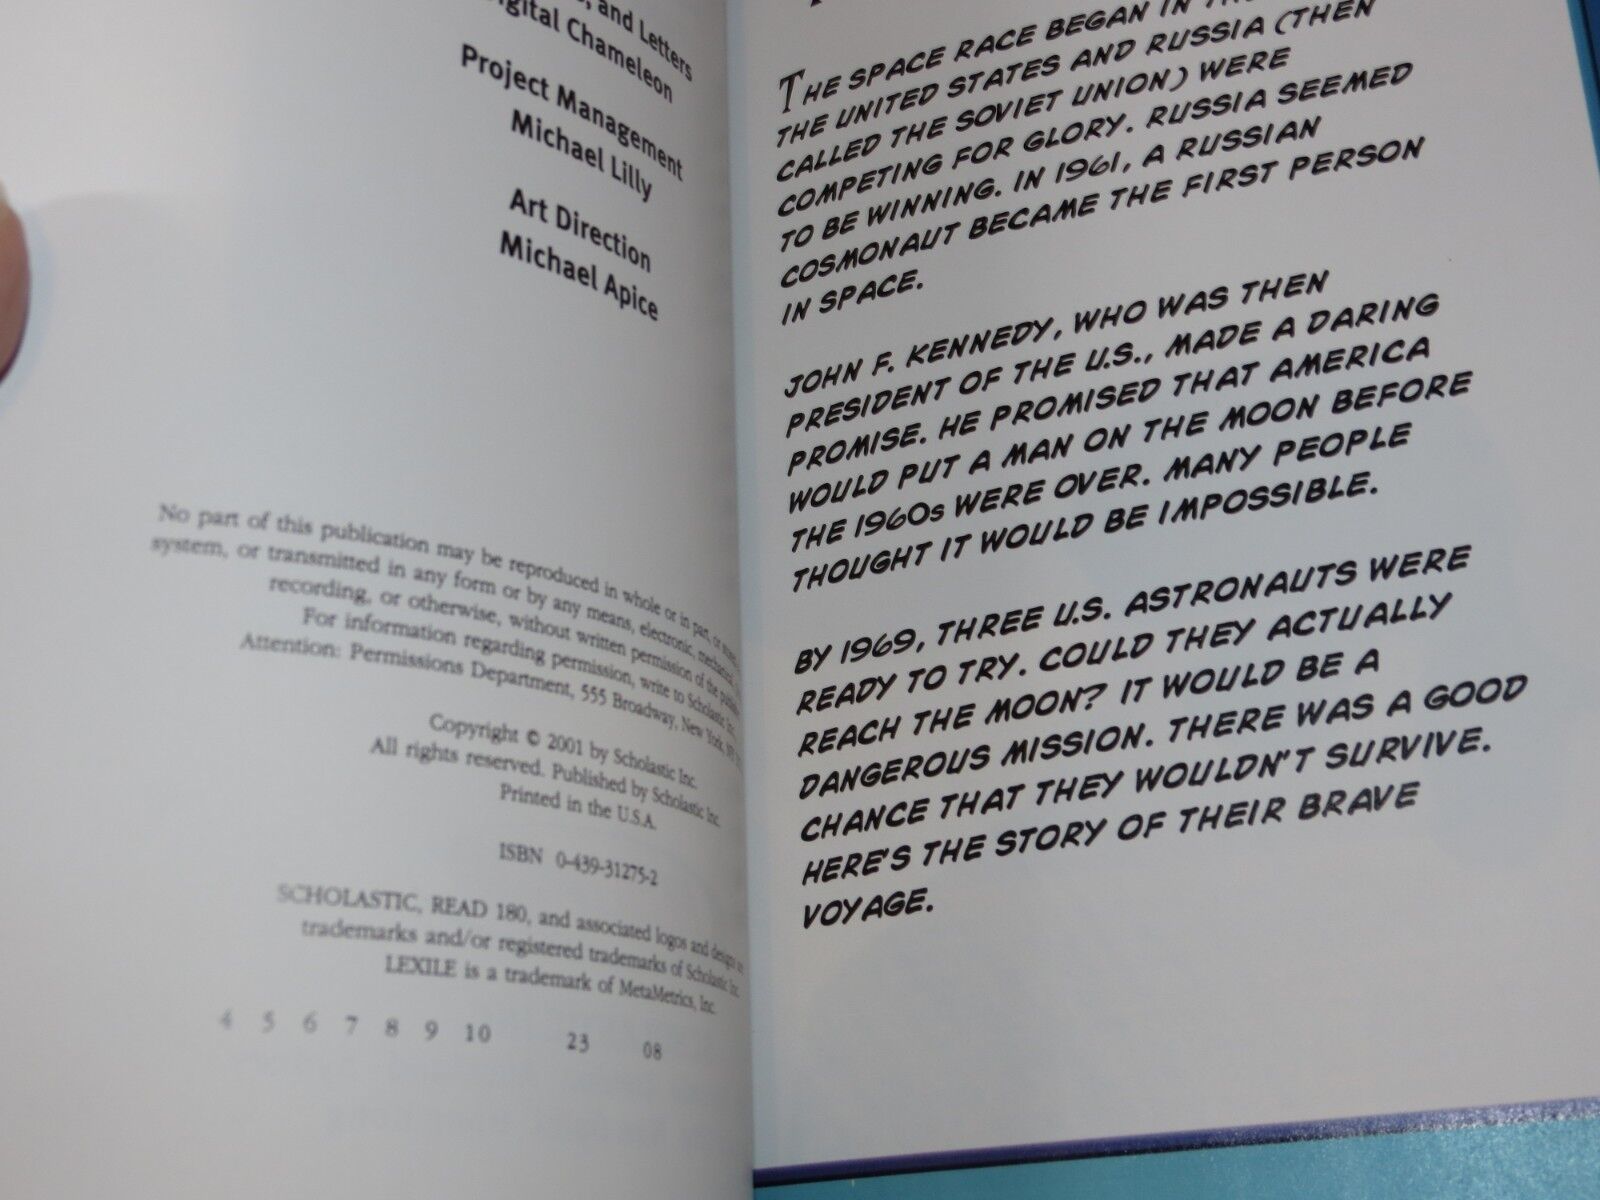 and Letters
Digital Chameleon
Project Management
Michael Lilly
Art Direction
Michael Apice
No part of this publication may be reproduced in whole or in part, or
system, or transmitted in any form or by any means, electronic, mechanical,
recording, or otherwise, without written permission of the
For information regarding permission, write to Scholastic Inc.
Attention: Permissions Department, 555 Broadway, New York, NY
Copyright © 2001 by Scholastic Inc.
All rights reserved. Published by Scholastic Inc.
Printed in the U.S.A.
ISBN 0-439-31275-2
SCHOLASTIC, READ 180, and associated logos and designs
trademarks and/or registered trademarks of Scholastic Inc.
LEXILE is a trademark of MetaMetrics, Inc.
4 5 6 7 8 9 10 23 08
THE SPACE RACE BEGAN IN
THE UNITED STATES AND RUSSIA (THEN
CALLED THE SOVIET UNION) WERE
COMPETING FOR GLORY. RUSSIA SEEMED
TO BE WINNING. IN 1961, A RUSSIAN
COSMONAUT BECAME THE FIRST PERSON
IN SPACE.
JOHN F. KENNEDY, WHO WAS THEN
PRESIDENT OF THE U.S., MADE A DARING
PROMISE. HE PROMISED THAT AMERICA
WOULD PUT A MAN ON THE MOON BEFORE
THE 1960s WERE OVER. MANY PEOPLE
THOUGHT IT WOULD BE IMPOSSIBLE.
BY 1969, THREE U.S. ASTRONAUTS WERE
READY TO TRY. COULD THEY ACTUALLY
REACH THE MOON? IT WOULD BE A
DANGEROUS MISSION. THERE WAS A GOOD
CHANCE THAT THEY WOULDN'T SURVIVE.
HERE'S THE STORY OF THEIR BRAVE
VOYAGE.